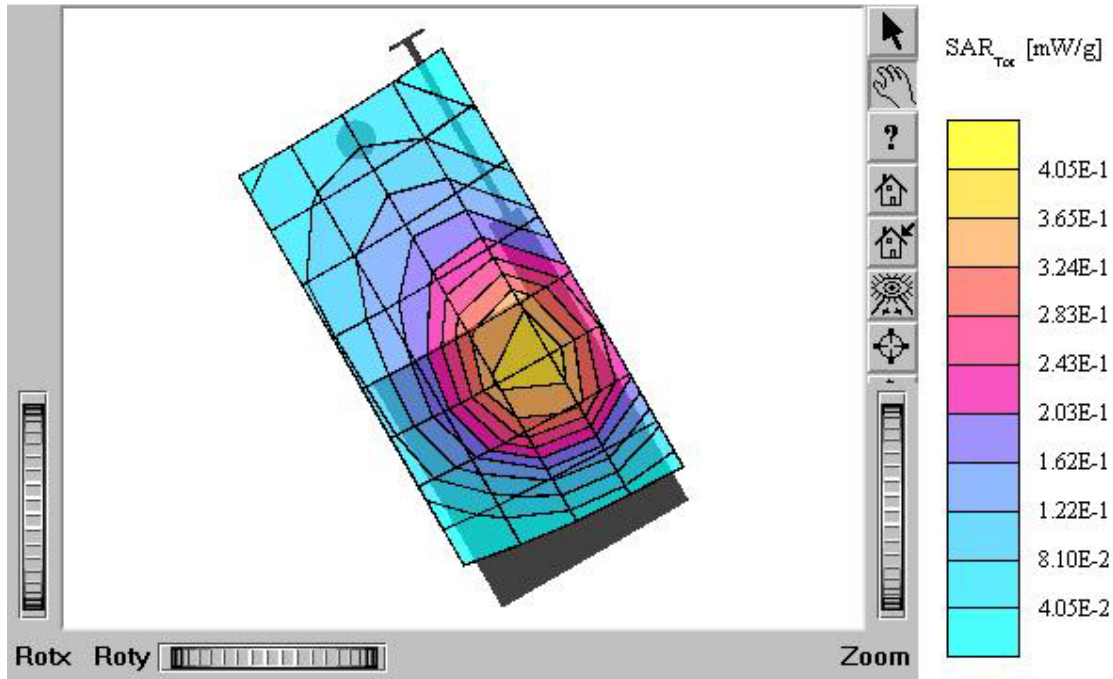 SAR_Tot [mW/g]
?
4.05E-1
3.65E-1
3.24E-1
2.83E-1
2.43E-1
2.03E-1
1.62E-1
1.22E-1
8.10E-2
4.05E-2
Rotx Roty Zoom